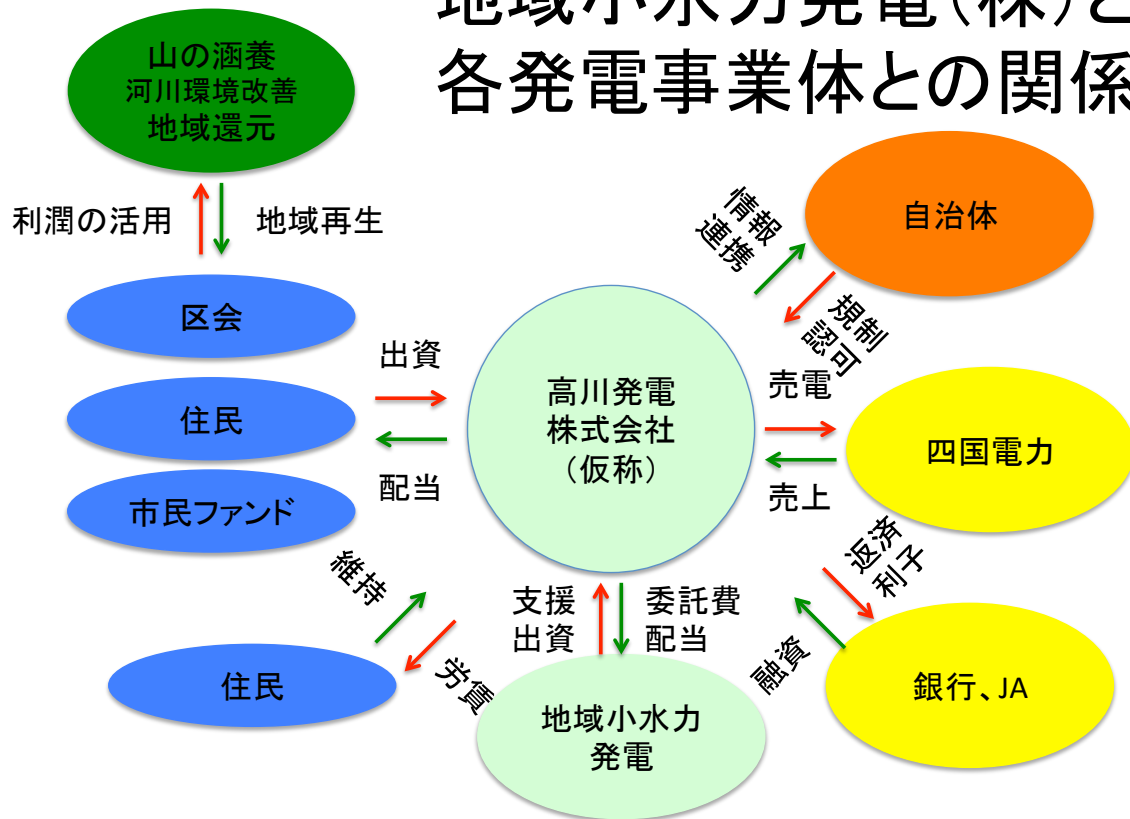 地域小水力発電(株)と
各発電事業体との関係
山の涵養
河川環境改善
地域還元
利潤の活用
地域再生
区会
住民
市民ファンド
出資
配当
高川発電
株式会社
(仮称)
情報
連携
自治体
規制
認可
売電
売上
四国電力
返済
利子
融資
銀行、JA
維持
労賃
住民
支援
出資
委託費
配当
地域小水力
発電